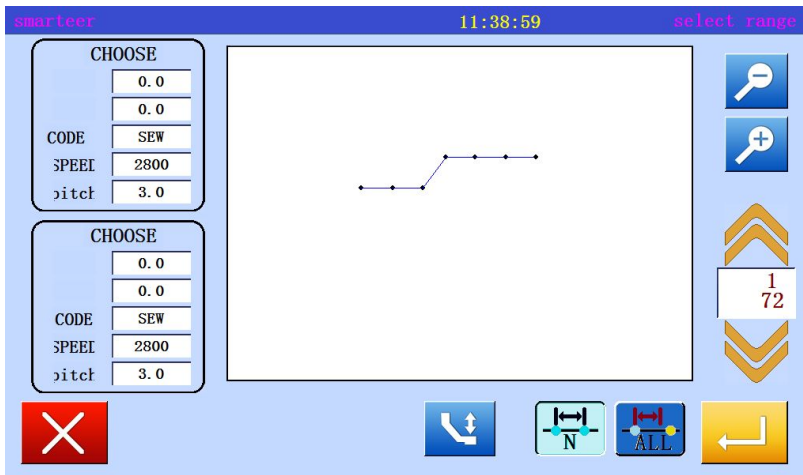 smarteer 11:38:59 select range
CHOOSE
0.0
0.0
CODE SEW
2800
3.0
CHOOSE
0.0
0.0
CODE SEW
2800
3.0
1
72
N
ALL